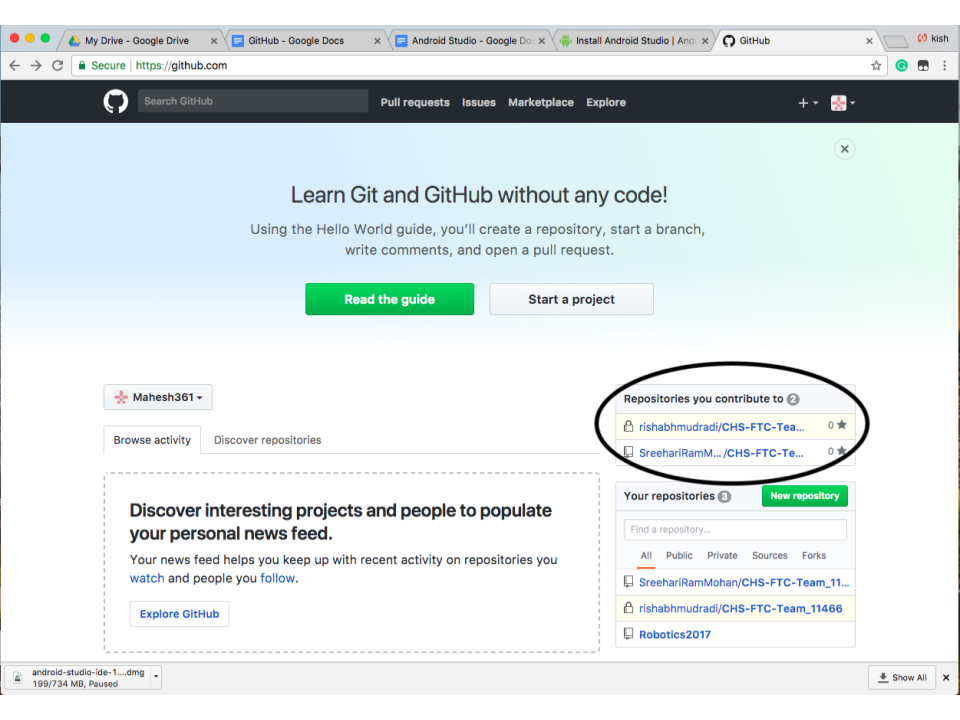 My Drive - Google Drive
GitHub - Google Docs
Android Studio - Google Do
Install Android Studio | And
GitHub
kish
Secure
https://github.com
Search GitHub
Pull requests Issues Marketplace Explore
Learn Git and GitHub without any code!
Using the Hello World guide, you'll create a repository, start a branch,
write comments, and open a pull request.
Read the guide
Start a project
Mahesh361
Repositories you contribute to 2
rishabhmudradi/CHS-FTC-Tea... 0
SreehariRamM... /CHS-FTC-Te... 0
Browse activity
Discover repositories
Your repositories 3
New repository
Find a repository...
All Public Private Sources Forks
SreehariRamMohan/CHS-FTC-Team_11...
rishabhmudradi/CHS-FTC-Team_11466
Robotics2017
Discover interesting projects and people to populate
your personal news feed.
Your news feed helps you keep up with recent activity on repositories you
watch and people you follow.
Explore GitHub
android-studio-ide-1....dmg
199/734 MB, Paused
Show All